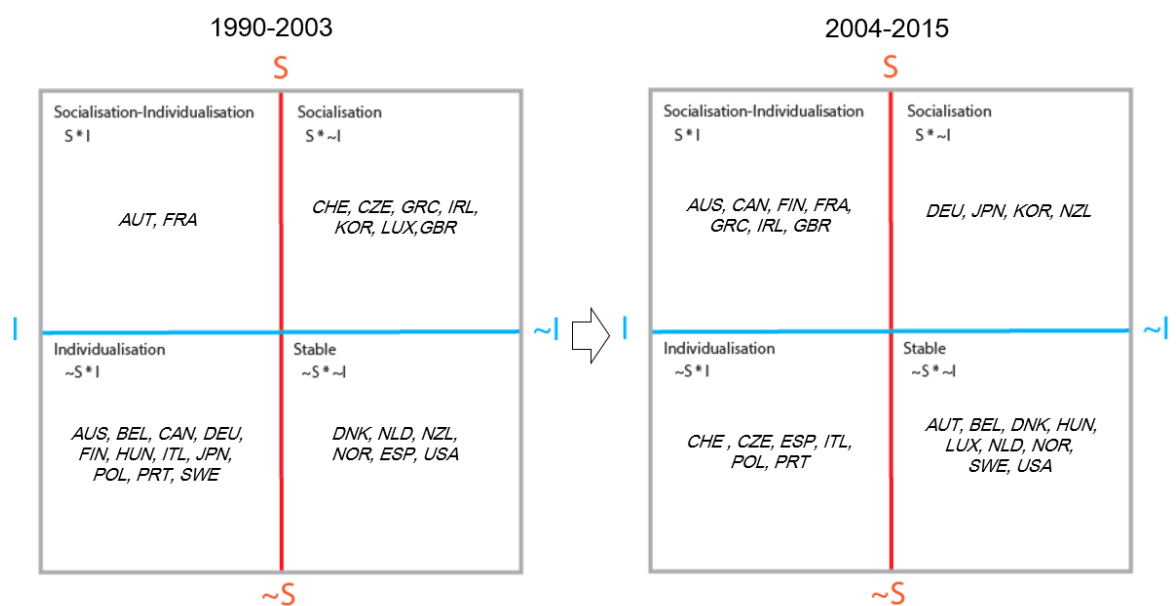 1990-2003
S
Socialisation-Individualisation
S * I
Socialisation
S * ~I
AUT, FRA
CHE, CZE, GRC, IRL,
KOR, LUX,GBR
I
~I
Individualisation
~S * I
Stable
~S * ~I
AUS, BEL, CAN, DEU,
FIN, HUN, ITL, JPN,
POL, PRT, SWE
DNK, NLD, NZL,
NOR, ESP, USA
~S
2004-2015
S
Socialisation-Individualisation
S * I
Socialisation
S * ~I
AUS, CAN, FIN, FRA,
GRC, IRL, GBR
DEU, JPN, KOR, NZL
I
~I
Individualisation
~S * I
Stable
~S * ~I
CHE , CZE, ESP, ITL,
POL, PRT
AUT, BEL, DNK, HUN,
LUX, NLD, NOR,
SWE, USA
~S